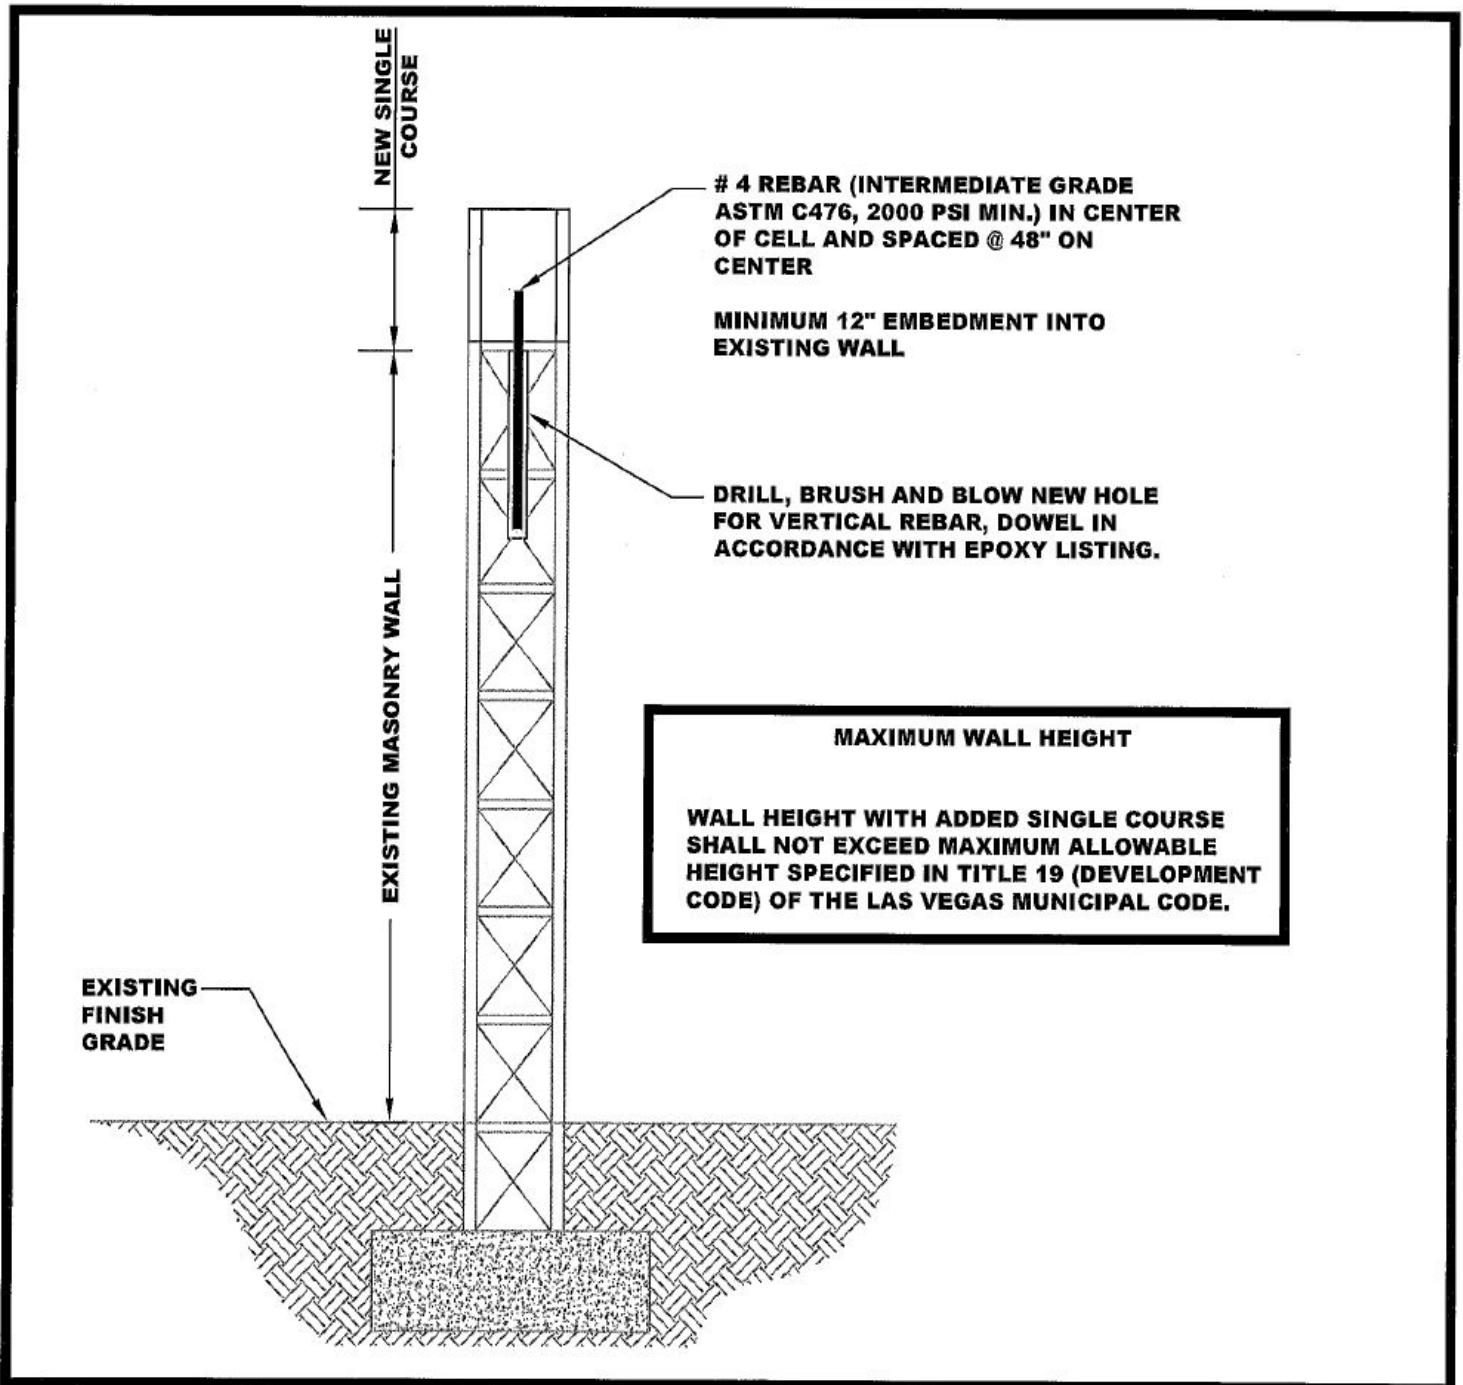 NEW SINGLE
COURSE
# 4 REBAR (INTERMEDIATE GRADE
ASTM C476, 2000 PSI MIN.) IN CENTER
OF CELL AND SPACED @ 48" ON
CENTER
MINIMUM 12" EMBEDMENT INTO
EXISTING WALL
DRILL, BRUSH AND BLOW NEW HOLE
FOR VERTICAL REBAR, DOWEL IN
ACCORDANCE WITH EPOXY LISTING.
EXISTING MASONRY WALL
MAXIMUM WALL HEIGHT
WALL HEIGHT WITH ADDED SINGLE COURSE
SHALL NOT EXCEED MAXIMUM ALLOWABLE
HEIGHT SPECIFIED IN TITLE 19 (DEVELOPMENT
CODE) OF THE LAS VEGAS MUNICIPAL CODE.
EXISTING
FINISH
GRADE